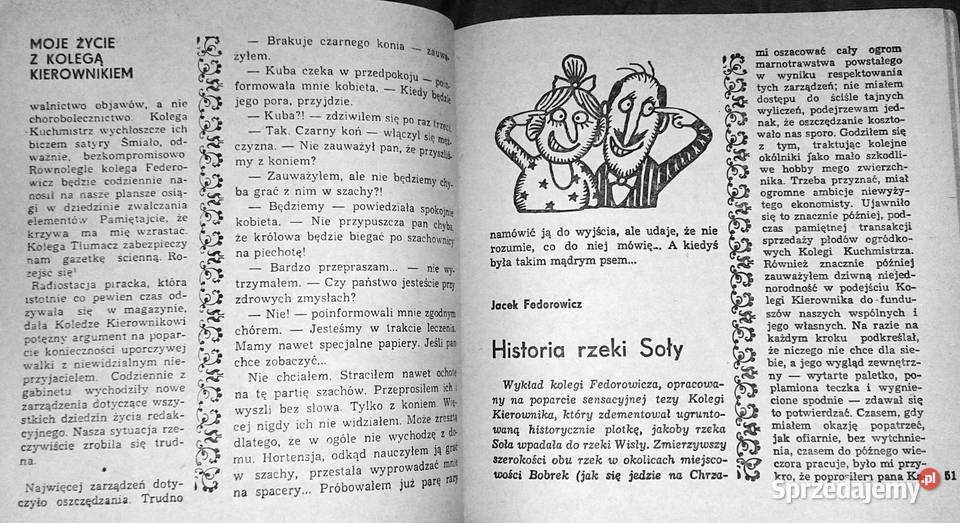 MOJE ŻYCIE
Z KOLEGĄ
KIEROWNIKIEM
walnictwo objawów, a nie
chorobolecznictwo. Kolega
Kuchmistrz wychłoszcze ich
biczem satyry Śmiało, od-
ważnie, bezkompromisowo
Równolegle kolega Federo-
wicz będzie codziennie na-
nosił na nasze plansze osią-
gi w dziedzinie zwalczania
elementów Pamiętajcie, że
krzywa ma mię wzrastać.
Kolega Tłumacz zabezpieczy
nam gazetkę ścienną. Ro-
zejść się!
Radiostacja piracka, która
istotnie co pewien czas od-
zywała się w magazynie,
dała Koledze Kierownikowi
potężny argument na popar-
cie konieczności uporczywej
walki z niewidzialnym nie-
przyjacielem. Codziennie z
gabinetu wychodziły nowe
zarządzenia dotyczące wszy-
stkich dziedzin życia redak-
cyjnego. Nasza sytuacja rze-
czywiście zrobiła się trud-
na.
Najwięcej zarządzeń doty-
czyło oszczędzania. Trudno
— Brakuje czarnego konia — zauwa-
żyłem.
— Kuba czeka w przedpokoju — poin-
formowała mnie kobieta. — Kiedy będzie
jego pora, przyjdzie.
— Kuba?! — zdziwiłem się po raz trzeci.
— Tak. Czarny koń — włączył się męż-
czyzna. — Nie zauważył pan, że przyszliś-
my z koniem?
— Zauważyłem, ale nie będziemy chy-
ba grać z nim w szachy?!
— Będziemy — powiedziała spokojnie
kobieta. — Nie przypuszcza pan chyba,
że królowa będzie biegać po szachownicy
na piechotę!
— Bardzo przepraszam... — nie wy-
trzymałem. — Czy państwo jesteście przy
zdrowych zmysłach?
— Nie! — poinformowali mnie zgodnym
chórem. — Jesteśmy w trakcie leczenia.
Mamy nawet specjalne papiery. Jeśli pan
chce zobaczyć...
Nie chciałem. Straciłem nawet ochotę
na tę partię szachów. Przeprosiłem ich i
wyszli bez słowa. Tylko z koniem. Wię-
cej nigdy ich nie widziałem. Może zresztą
dlatego, że w ogóle nie wychodzę z do-
mu. Hortensja, odkąd nauczyłem ją grać
w szachy, przestała wyprowadzać mnie
na spacery... Próbowałem już parę razy
namówić ją do wyjścia, ale udaje, że nie
rozumie, co do niej mówię... A kiedyś
była takim mądrym psem...
Jacek Fedorowicz
Historia rzeki Soły
Wykład kolegi Fedorowicza, opracowa-
ny na poparcie sensacyjnej tezy Kolegi
Kierownika, który zdementował ugrunto-
waną historycznie plotkę, jakoby rzeka
Soła wpadała do rzeki Wisły. Zmierzywszy
szerokości obu rzek w okolicach miejsco-
wości Bobrek (jak się jedzie na Chrza-
mi oszacować cały ogrom
marnotrawstwa powstałego
w wyniku respektowania
tych zarządzeń; nie miałem
dostępu do ściśle tajnych
wyliczeń, podejrzewam jed-
nak, że oszczędzanie koszto-
wało nas sporo. Godziłem się
z tym, traktując kolejne
okólniki jako mało szkodli-
we hobby mego zwierzch-
nika. Trzeba przyznać, miał
ogromne ambicje niewyży-
tego ekonomisty. Ujawniło
się to znacznie później, pod-
czas pamiętnej transakcji
sprzedaży płodów ogródko-
wych Kolegi Kuchmistrza.
Również znacznie później
zauważyłem dziwną niejed-
norodność w podejściu Ko-
legi Kierownika do fundu-
szów naszych wspólnych i
jego własnych. Na razie na
każdym kroku podkreślał,
że niczego nie chce dla sie-
bie, a jego wygląd zewnętrz-
ny — wytarte paletko, po-
plamiona teczka i wygnie-
cione spodnie — zdawał się
to potwierdzać. Czasem, gdy
miałem okazję popatrzeć,
jak ofiarnie, bez wytchnie-
nia, czasem do późnego wie-
czora pracuje, było mi przy-
kro, że poprosiłem pana
51
Sprzedajemy.pl